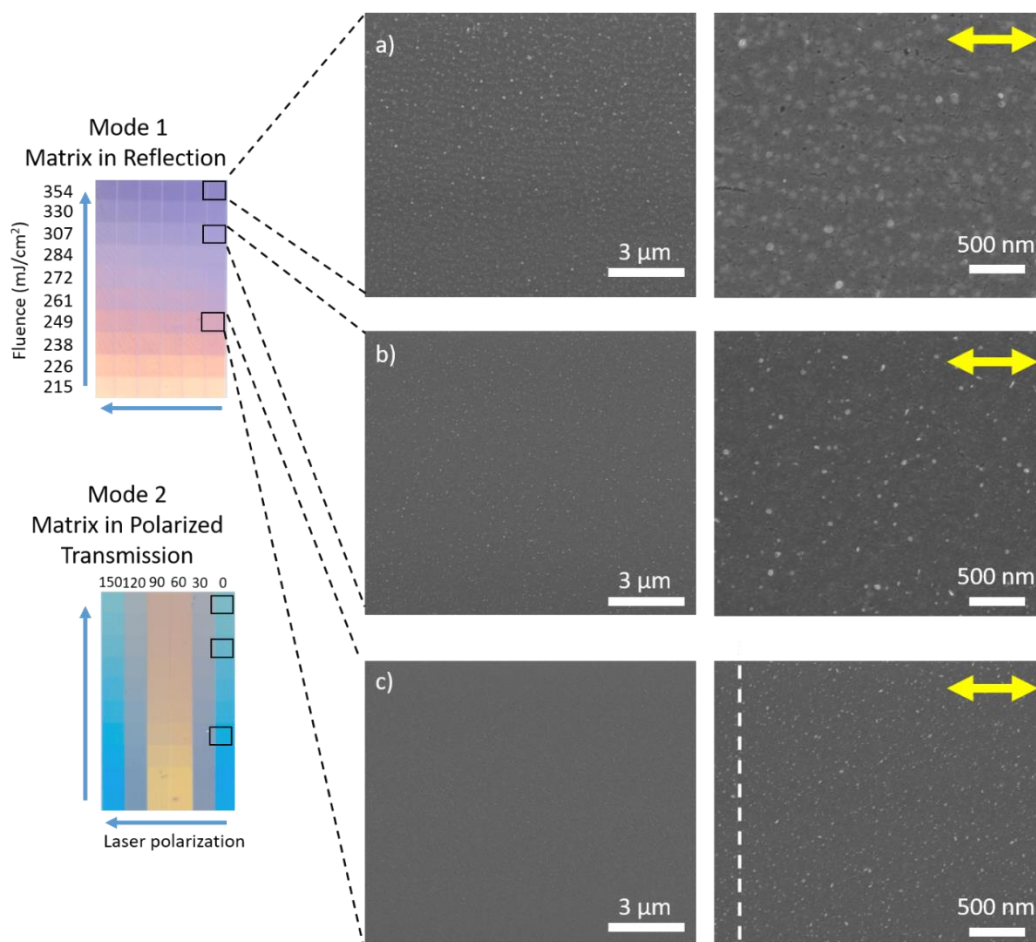 Mode 1
Matrix in Reflection
Fluence (mJ/cm²)
354
330
307
284
272
261
249
238
226
215
Mode 2
Matrix in Polarized
Transmission
150 120 90 60 30 0
Laser polarization
a)
3 μm
500 nm
b)
3 μm
500 nm
c)
3 μm
500 nm